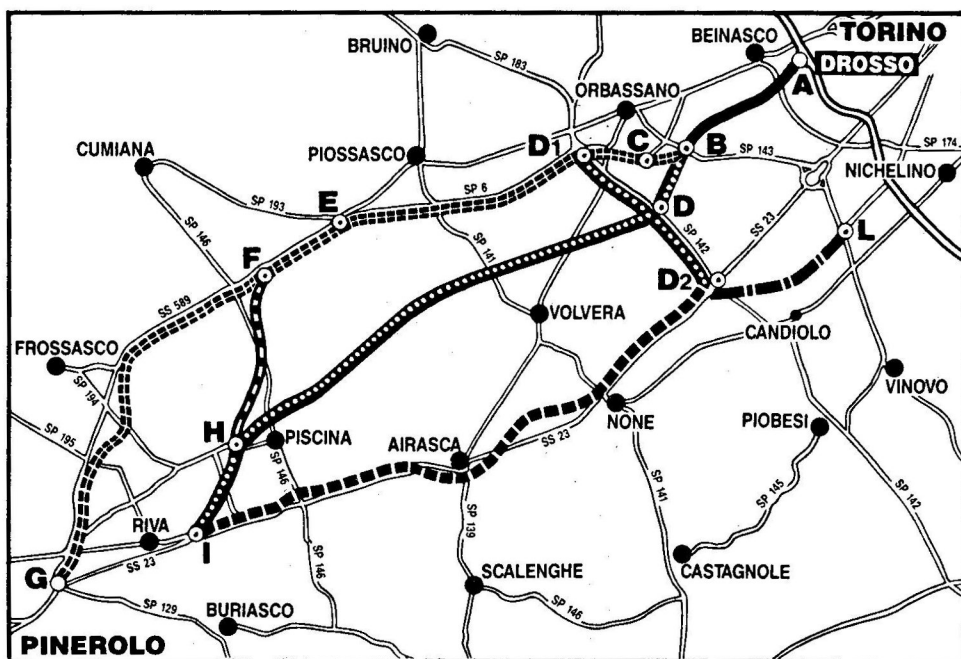 TORINO
BEINASCO
BRUINO
DROSSO
SP 183
A
ORBASSANO
CUMIANA
PIOSSASCO
D1
C
B
SP 143
SP 174
NICHELINO
SP 193
E
SP 6
SP 146
D
SP 142
SS 23
L
F
SP 141
D2
SS 589
VOLVERA
CANDIOLO
FROSSASCO
SP 194
VINOVO
NONE
PIOBESI
SP 195
H
PISCINA
AIRASCA
SS 23
SP 146
SP 141
SP 145
SP 142
RIVA
I
SP 139
G
SS 23
SP 146
CASTAGNOLE
SCALENGHE
SP 129
BURIASCO
SP 146
PINEROLO